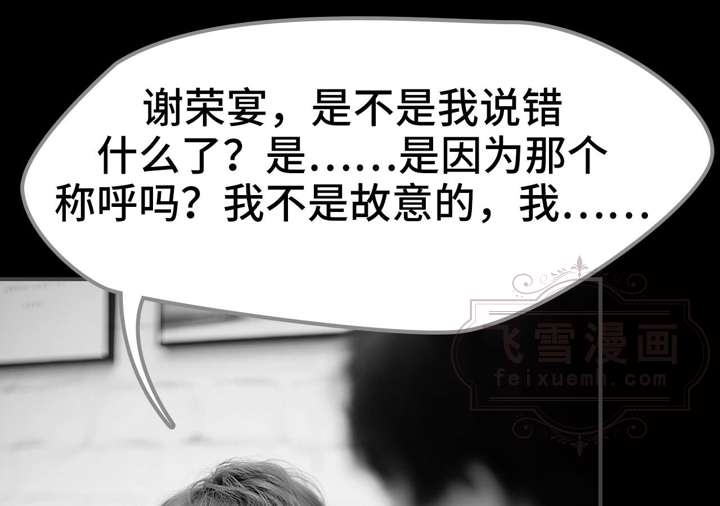 谢荣宴，是不是我说错
什么了？是……是因为那个
称呼吗？我不是故意的，我……
飞雪漫画
feixuemh.com